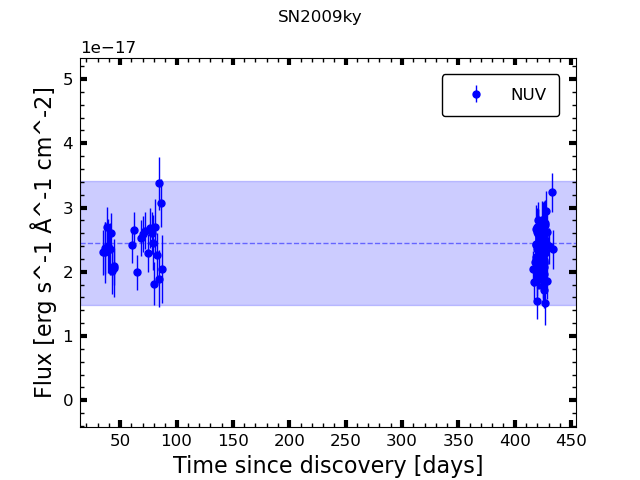 SN2009ky
1e−17
NUV
5
4
3
2
1
0
Flux [erg s^-1 Å^-1 cm^-2]
50 100 150 200 250 300 350 400 450
Time since discovery [days]